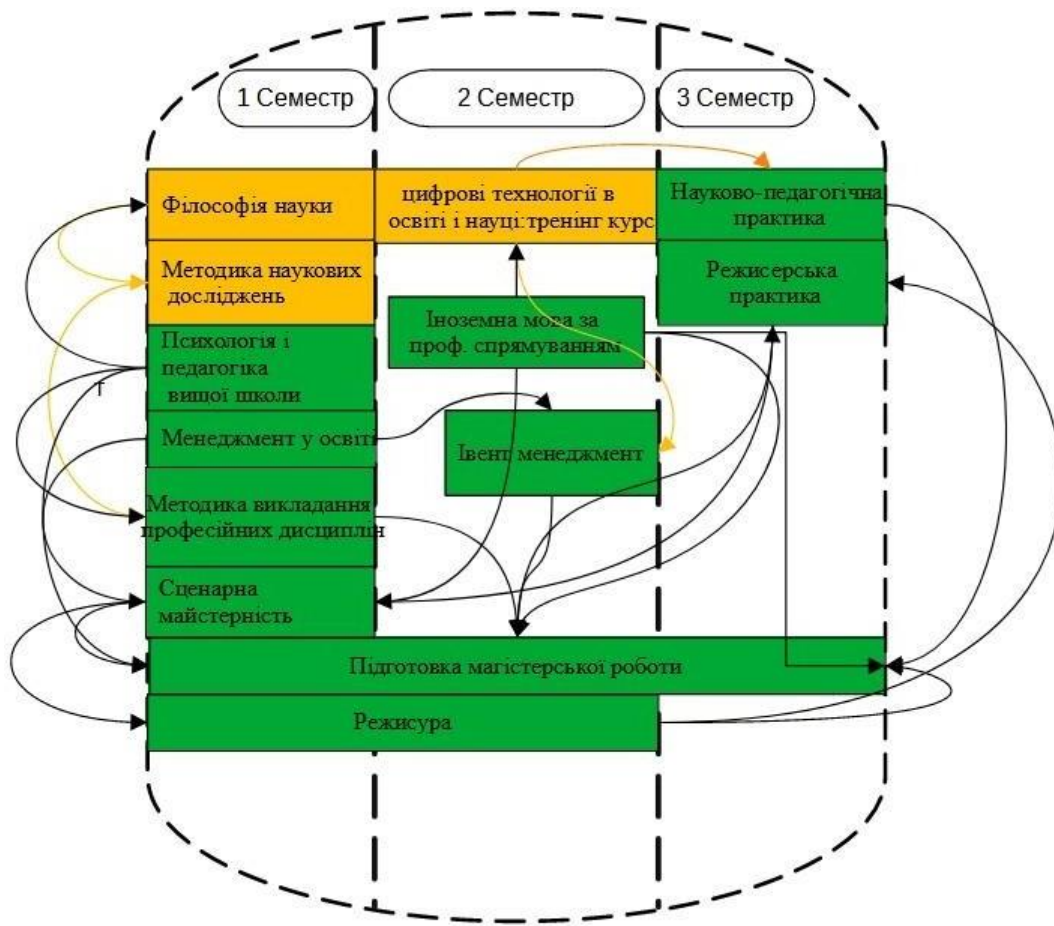 1 Семестр
2 Семестр
3 Семестр
Філософія науки
цифрові технології в
освіті і науці:тренінг курс
Науково-педагогічна
практика
Методика наукових
досліджень
Режисерська
практика
Іноземна мова за
проф. спрямуванням
Психологія і
педагогіка
вищої школи
Т
Менеджмент у освіті
Івент менеджмент
Методика викладання
професійних дисциплін
Сценарна
майстерність
Підготовка магістерської роботи
Режисура